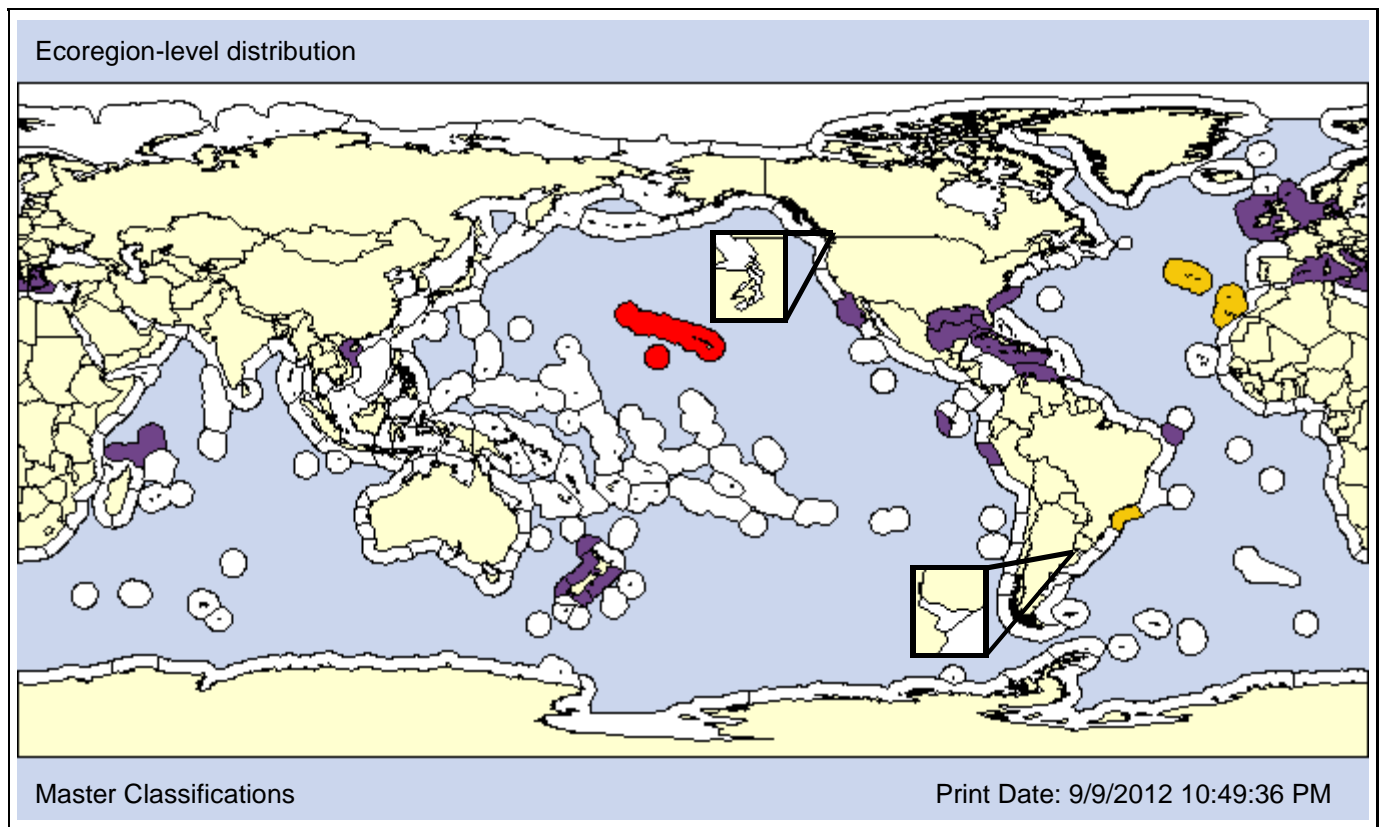 Ecoregion-level distribution
Master Classifications
Print Date: 9/9/2012 10:49:36 PM